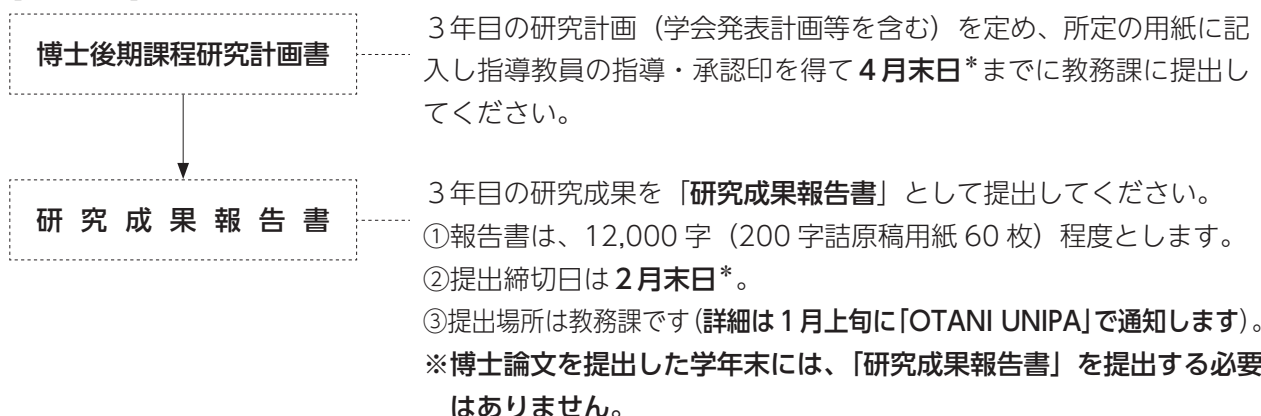 博士後期課程研究計画書
3年目の研究計画（学会発表計画等を含む）を定め、所定の用紙に記
入し指導教員の指導・承認印を得て4月末日*までに教務課に提出し
てください。
研究成果報告書
3年目の研究成果を「研究成果報告書」として提出してください。
①報告書は、12,000字（200字詰原稿用紙60枚）程度とします。
②提出締切日は2月末日*。
③提出場所は教務課です（詳細は1月上旬に「OTANI UNIPA」で通知します）。
※博士論文を提出した学年末には、「研究成果報告書」を提出する必要
はありません。